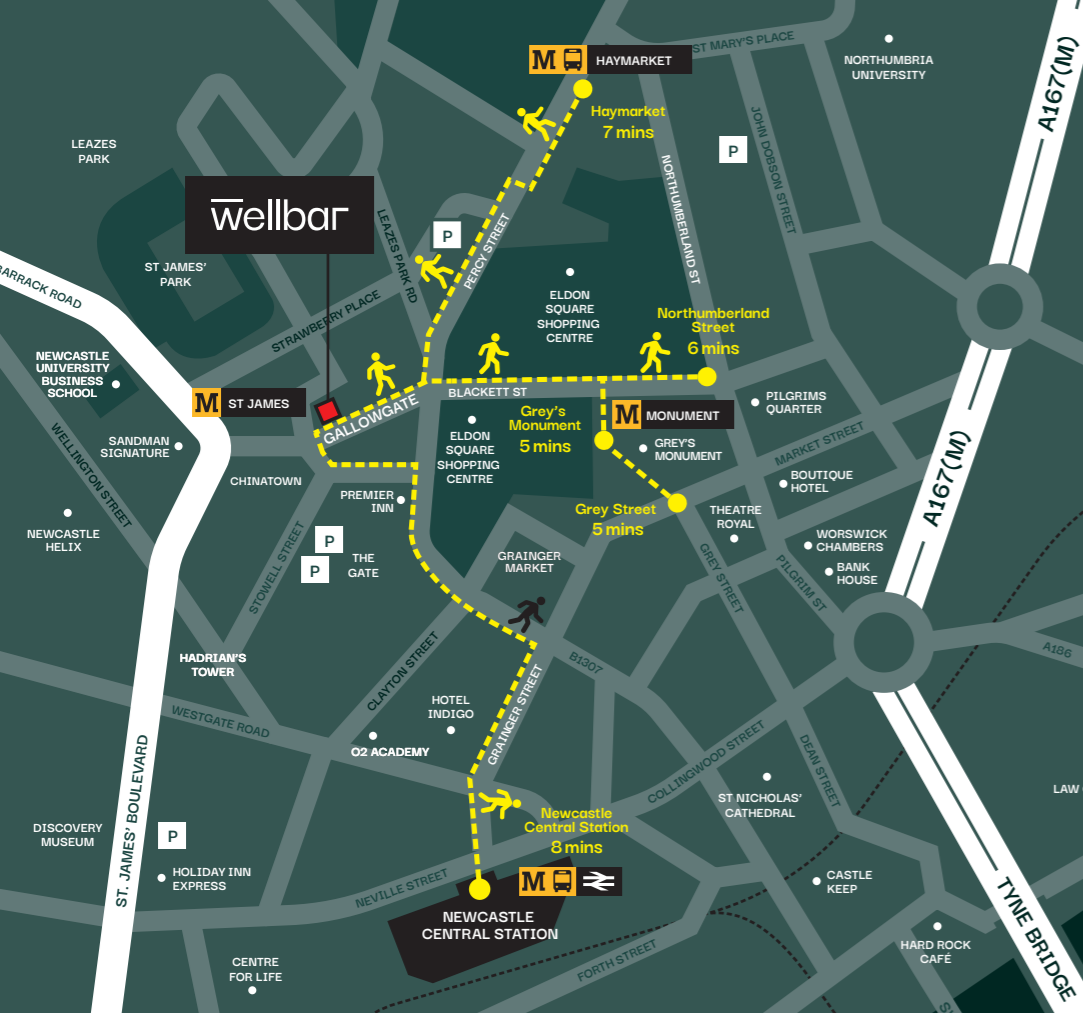 M
HAYMARKET
ST MARY'S PLACE
NORTHUMBRIA
UNIVERSITY
A167(M)
Haymarket
7 mins
JOHN DOBSON STREET
P
LEAZES
PARK
wellbar
NORTHUMBERLAND ST
LEAZES PARK RD
P
PERCY STREET
BARRACK ROAD
ST JAMES'
PARK
STRAWBERRY PLACE
ELDON
SQUARE
SHOPPING
CENTRE
Northumberland
Street
6 mins
NEWCASTLE
UNIVERSITY
BUSINESS
SCHOOL
M
ST JAMES
GALLOWGATE
BLACKETT ST
Grey's
Monument
5 mins
M
MONUMENT
PILGRIMS
QUARTER
WELLINGTON STREET
SANDMAN
SIGNATURE
ELDON
SQUARE
SHOPPING
CENTRE
GREY'S
MONUMENT
MARKET STREET
A167(M)
CHINATOWN
PREMIER
INN
BOUTIQUE
HOTEL
Grey Street
5 mins
THEATRE
ROYAL
NEWCASTLE
HELIX
P
P
THE
GATE
STOWELL STREET
GRAINGER
MARKET
GREY STREET
PILGRIM ST
WORSWICK
CHAMBERS
BANK
HOUSE
HADRIAN'S
TOWER
CLAYTON STREET
B1307
A186
WESTGATE ROAD
HOTEL
INDIGO
GRAINGER STREET
O2 ACADEMY
COLLINGWOOD STREET
DEAN STREET
ST. JAMES' BOULEVARD
ST NICHOLAS'
CATHEDRAL
LAW
DISCOVERY
MUSEUM
P
Newcastle
Central Station
8 mins
HOLIDAY INN
EXPRESS
NEVILLE STREET
M
CASTLE
KEEP
TYNE BRIDGE
NEWCASTLE
CENTRAL STATION
HARD ROCK
CAFÉ
FORTH STREET
CENTRE
FOR LIFE